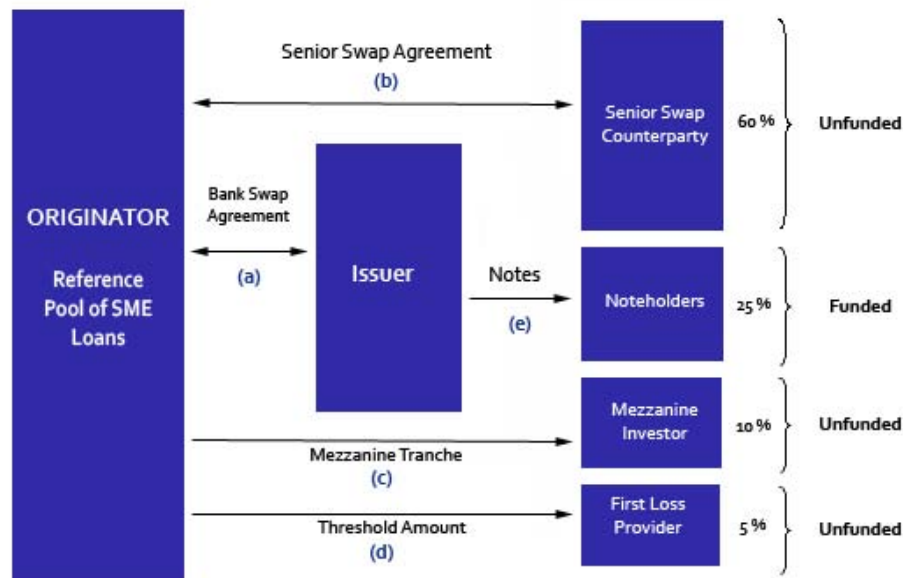 Senior Swap Agreement
(b)
Senior Swap
Counterparty
60 %
Unfunded
ORIGINATOR
Reference
Pool of SME
Loans
Bank Swap
Agreement
(a)
Issuer
Notes
(e)
Noteholders
25 %
Funded
Mezzanine Tranche
(c)
Mezzanine
Investor
10 %
Unfunded
Threshold Amount
(d)
First Loss
Provider
5 %
Unfunded